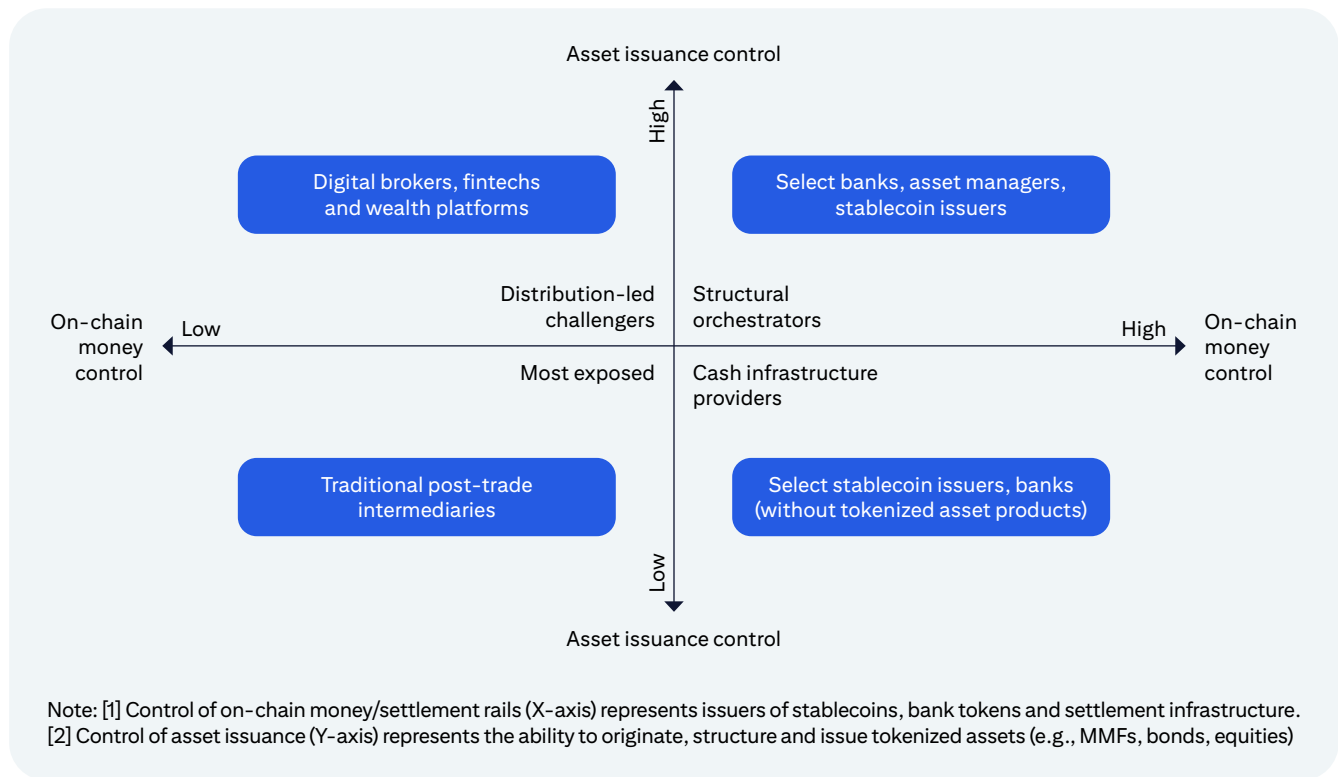 Asset issuance control
High
Digital brokers, fintechs
and wealth platforms
Select banks, asset managers,
stablecoin issuers
Distribution-led
challengers
Structural
orchestrators
On-chain
money
control
Low
High
On-chain
money
control
Most exposed
Cash infrastructure
providers
Traditional post-trade
intermediaries
Select stablecoin issuers, banks
(without tokenized asset products)
Low
Asset issuance control
Note: [1] Control of on-chain money/settlement rails (X-axis) represents issuers of stablecoins, bank tokens and settlement infrastructure.
[2] Control of asset issuance (Y-axis) represents the ability to originate, structure and issue tokenized assets (e.g., MMFs, bonds, equities)